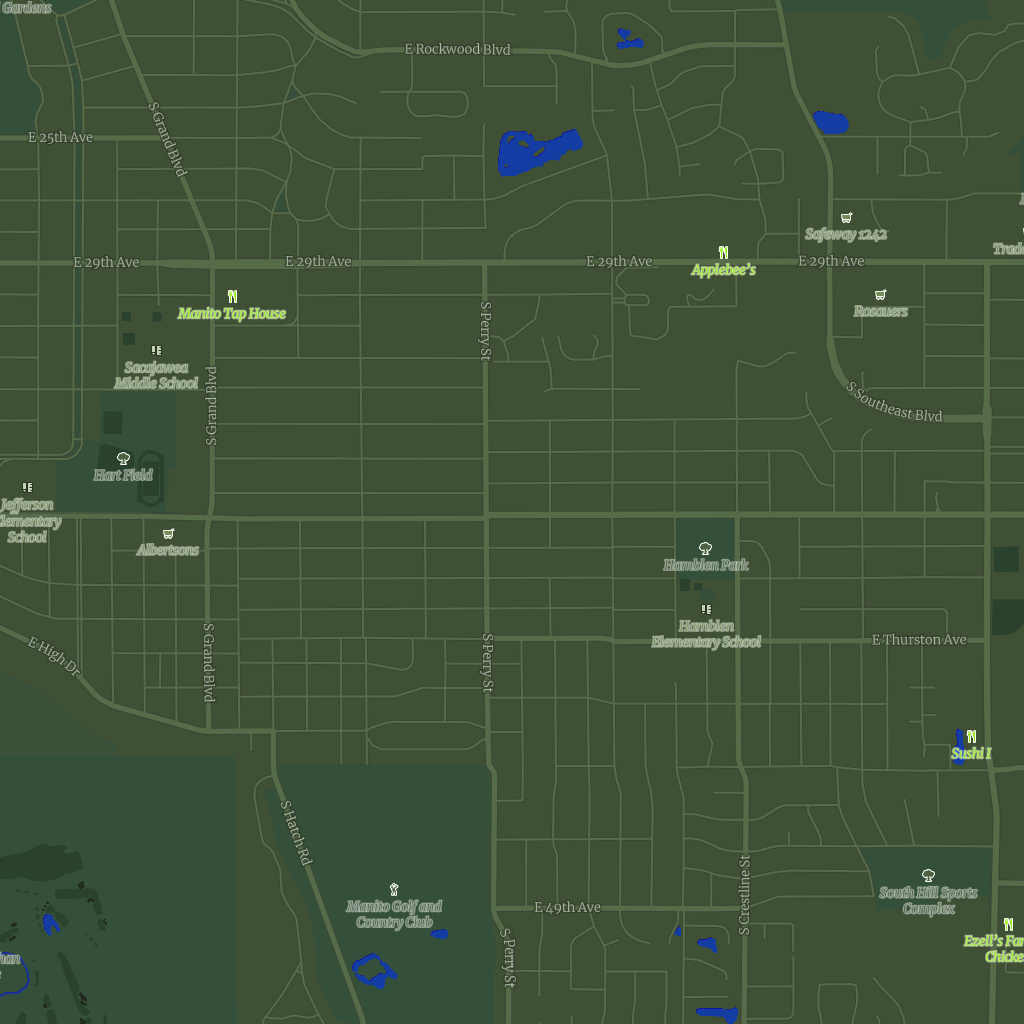 Gardens
E Rockwood Blvd
S Grand Blvd
E 25th Ave
Safeway 1242
E 29th Ave
E 29th Ave
E 29th Ave
E 29th Ave
Applebee's
Manito Tap House
Rosauers
S Perry St
Sacajawea
Middle School
S Grand Blvd
S Southeast Blvd
Hart Field
Jefferson
Elementary
School
Albertsons
Hamblen Park
Hamblen
Elementary School
E Thurston Ave
E High Dr
S Grand Blvd
S Perry St
Sushi I
S Hatch Rd
Manito Golf and
Country Club
E 49th Ave
S Crestline St
South Hill Sports
Complex
S Perry St
Chicken